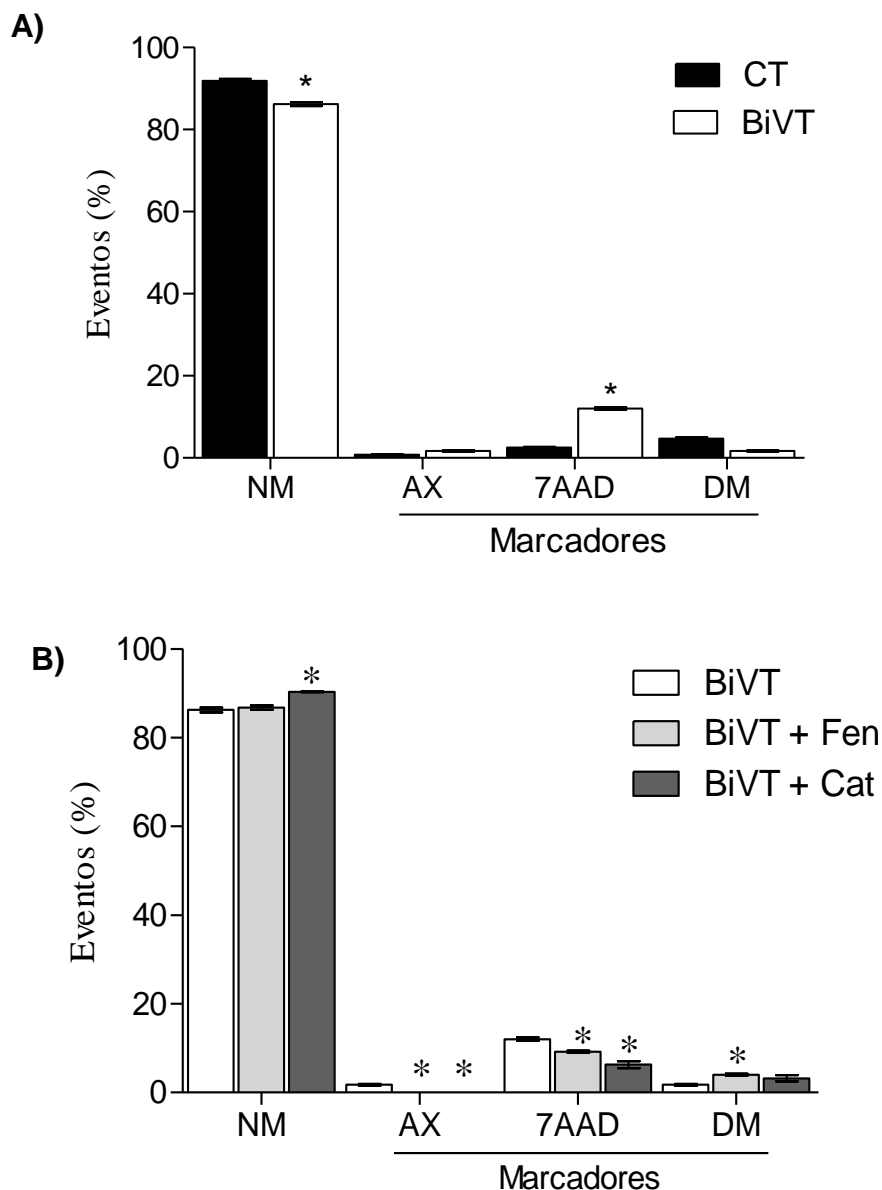 A)
100
80
60
40
20
0
Eventos (%)
*
*
CT
BiVT
NM AX 7AAD DM
Marcadores
B)
100
80
60
40
20
0
Eventos (%)
*
* *
* *
*
BiVT
BiVT + Fen
BiVT + Cat
NM AX 7AAD DM
Marcadores